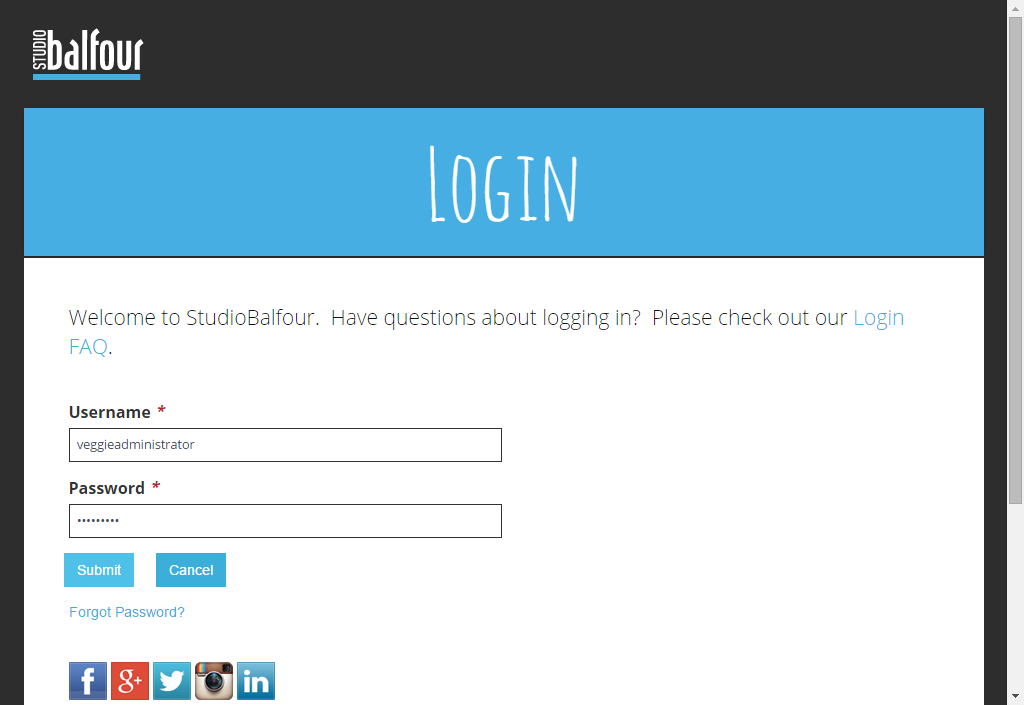 STUDIO balfour
LOGIN
Welcome to StudioBalfour.  Have questions about logging in?  Please check out our Login
FAQ.
Username *
veggieadministrator
Password *
•••••••••
Submit Cancel
Forgot Password?
f g+ in